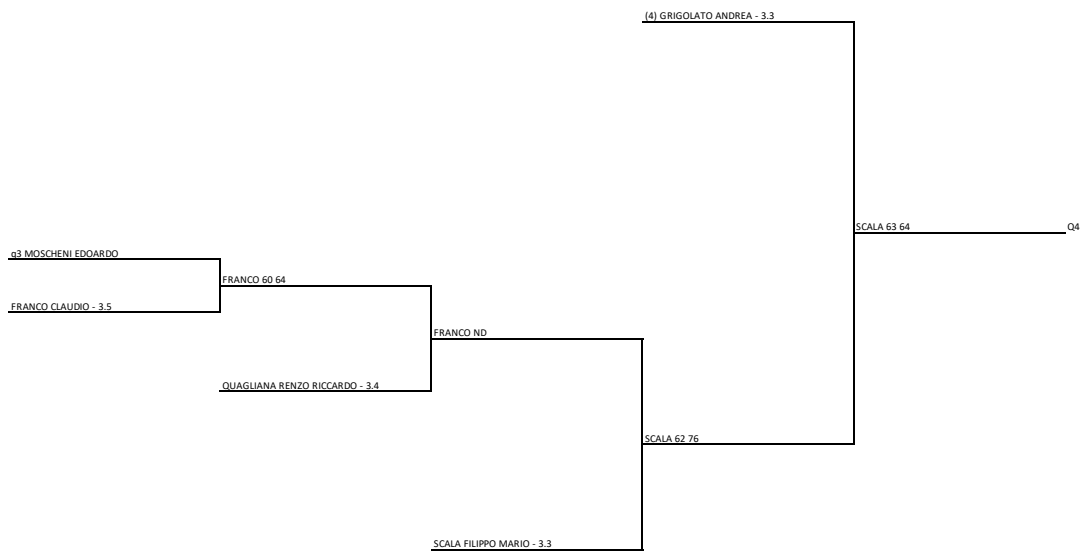 (4) GRIGOLATO ANDREA - 3.3
SCALA 63 64
Q4
q3 MOSCHENI EDOARDO
FRANCO 60 64
FRANCO CLAUDIO - 3.5
FRANCO ND
QUAGLIANA RENZO RICCARDO - 3.4
SCALA 62 76
SCALA FILIPPO MARIO - 3.3